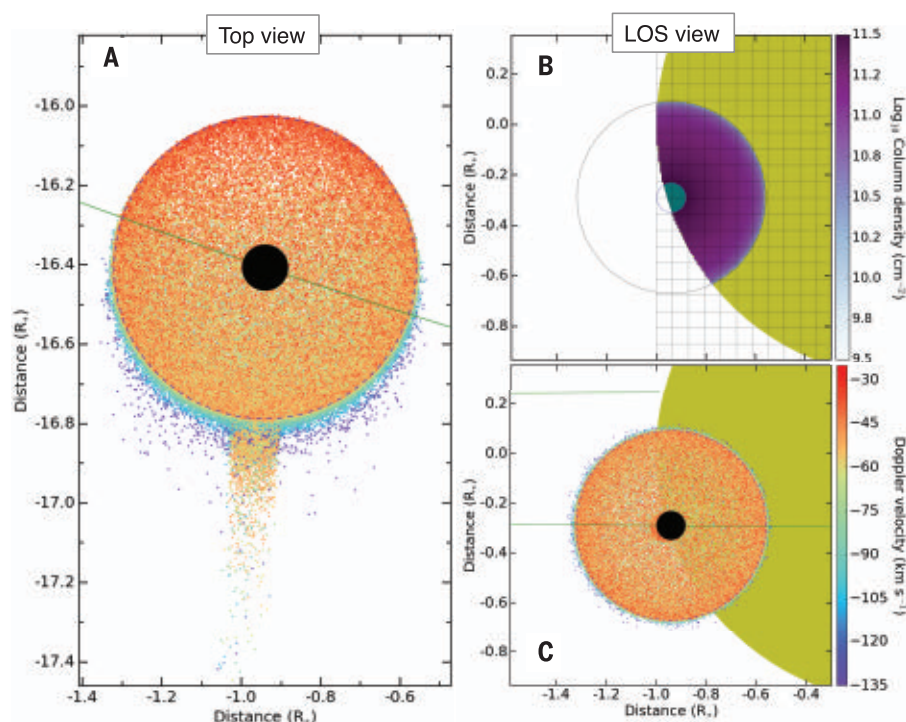 Top view
A
-16.0
-16.2
-16.4
-16.6
-16.8
-17.0
-17.2
-17.4
Distance (R*)
-1.4 -1.2 -1.0 -0.8 -0.6
Distance (R*)
LOS view
B
0.2
0.0
-0.2
-0.4
-0.6
-0.8
Distance (R*)
11.5
11.3
11.0
10.8
10.5
10.3
10.0
9.8
9.5
Log₁₀ Column density (cm⁻²)
C
0.2
0.0
-0.2
-0.4
-0.6
-0.8
Distance (R*)
-1.4 -1.2 -1.0 -0.8 -0.6 -0.4
Distance (R*)
-30
-45
-60
-75
-90
-105
-120
-135
Doppler velocity (km s⁻¹)